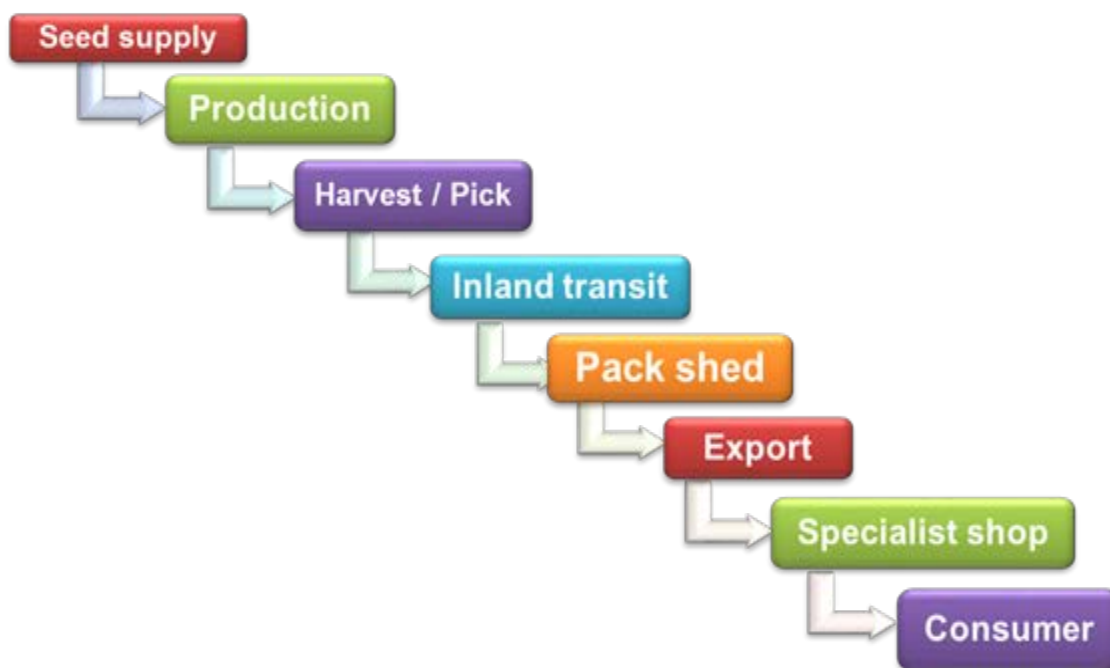 Seed supply
Production
Harvest / Pick
Inland transit
Pack shed
Export
Specialist shop
Consumer